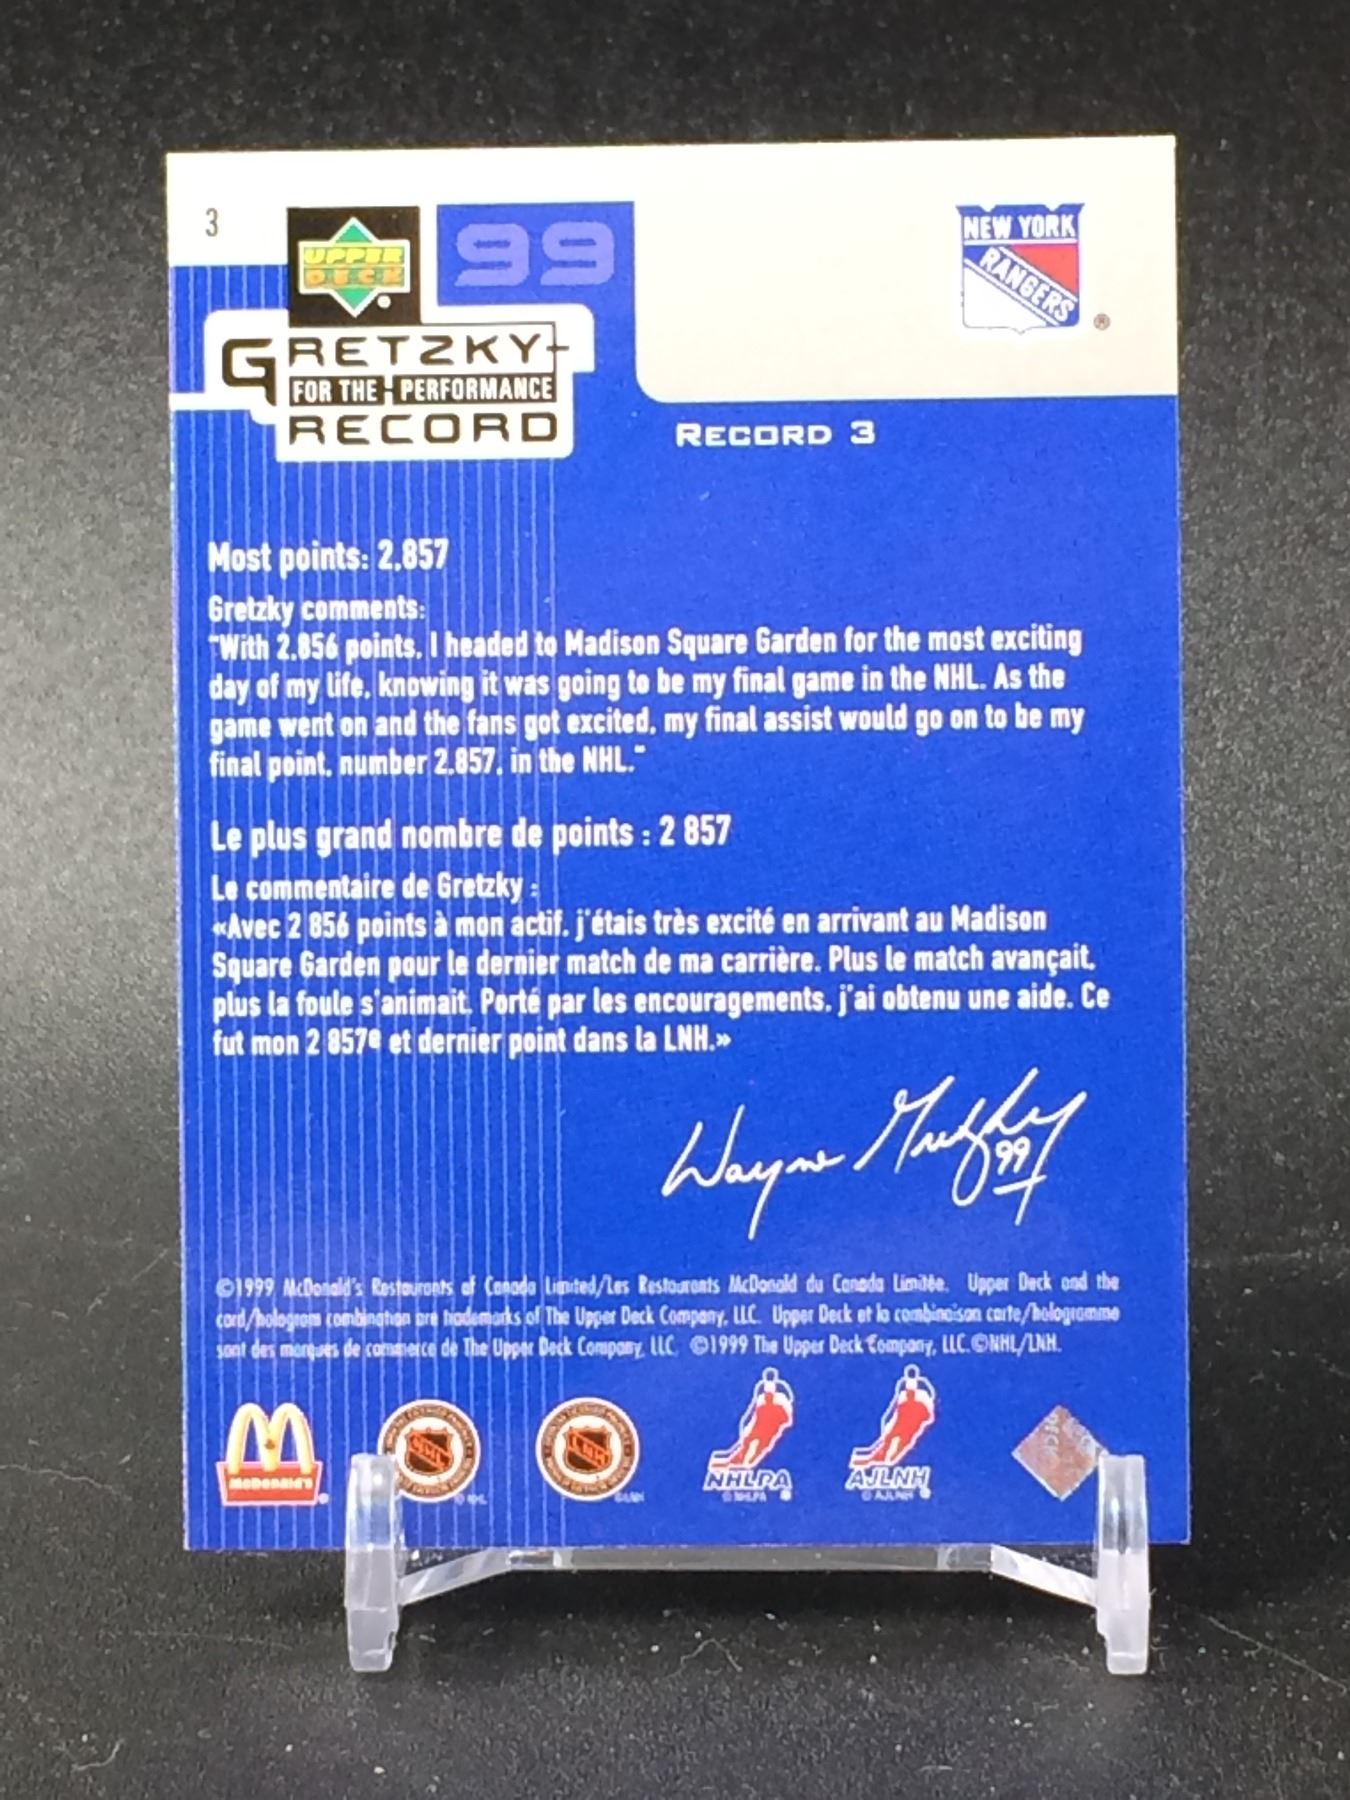 3
UPPER
DECK
99
NEW YORK
RANGERS
®
GRETZKY
FOR THE PERFORMANCE
RECORD
RECORD 3
Most points: 2,857
Gretzky comments:
"With 2,856 points, I headed to Madison Square Garden for the most exciting
day of my life, knowing it was going to be my final game in the NHL. As the
game went on and the fans got excited, my final assist would go on to be my
final point, number 2,857, in the NHL."
Le plus grand nombre de points : 2 857
Le commentaire de Gretzky :
«Avec 2 856 points à mon actif, j'étais très excité en arrivant au Madison
Square Garden pour le dernier match de ma carrière. Plus le match avançait,
plus la foule s'animait. Porté par les encouragements, j'ai obtenu une aide. Ce
fut mon 2 857e et dernier point dans la LNH.»
Wayne Gretzky
99
©1999 McDonald's Restaurants of Canada Limited/Les Restaurants McDonald du Canada Limitée. Upper Deck and the
card/hologram combination are trademarks of The Upper Deck Company, LLC. Upper Deck et la combinaison carte/hologramme
sont des marques de commerce de The Upper Deck Company, LLC. ©1999 The Upper Deck Company, LLC. ©NHL/LNH.
McDonald's ®
NHL
© NHL
LNH
©LNH
NHLPA
© NHLPA ®
AJLNH
© AJLNH ®